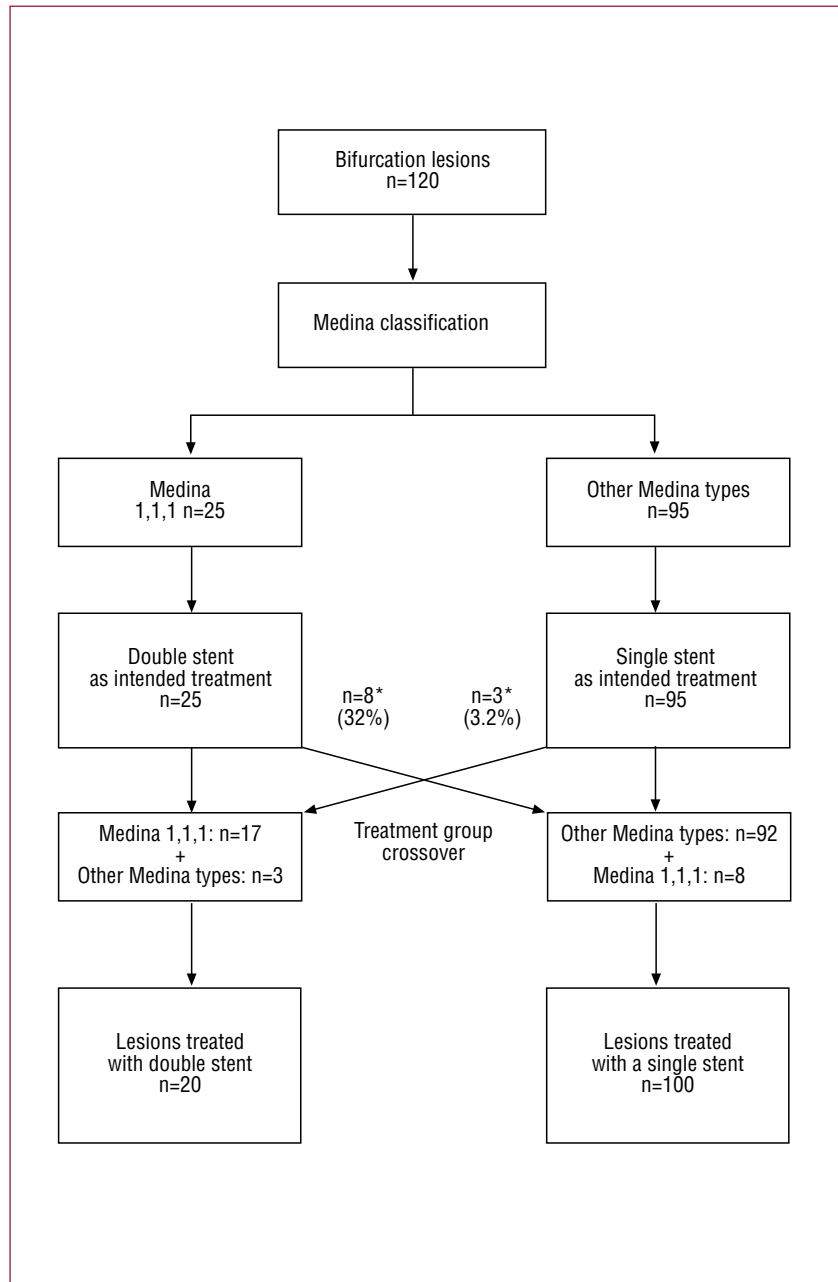 Bifurcation lesions
n=120
Medina classification
Medina
1,1,1 n=25
Other Medina types
n=95
Double stent
as intended treatment
n=25
n=8*
(32%)
n=3*
(3.2%)
Single stent
as intended treatment
n=95
Medina 1,1,1: n=17
+
Other Medina types: n=3
Treatment group
crossover
Other Medina types: n=92
+
Medina 1,1,1: n=8
Lesions treated
with double stent
n=20
Lesions treated
with a single stent
n=100